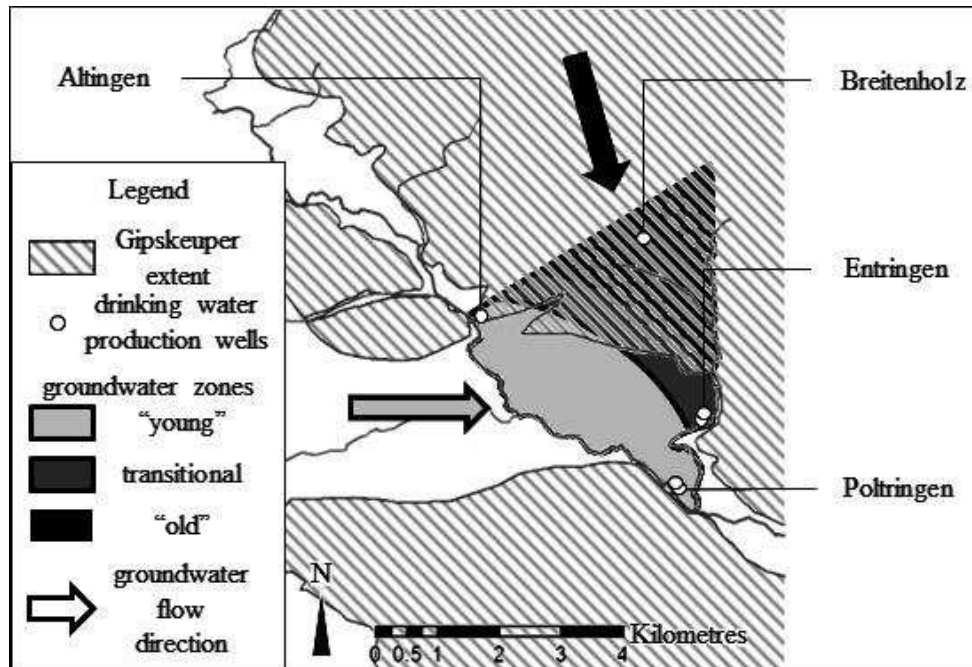 Altingen
Breitenholz
Entringen
Poltringen
Legend
Gipskeuper
extent
drinking water
production wells
groundwater zones
“young”
transitional
“old”
groundwater
flow
direction
N
Kilometres
0 0.5 1 2 3 4